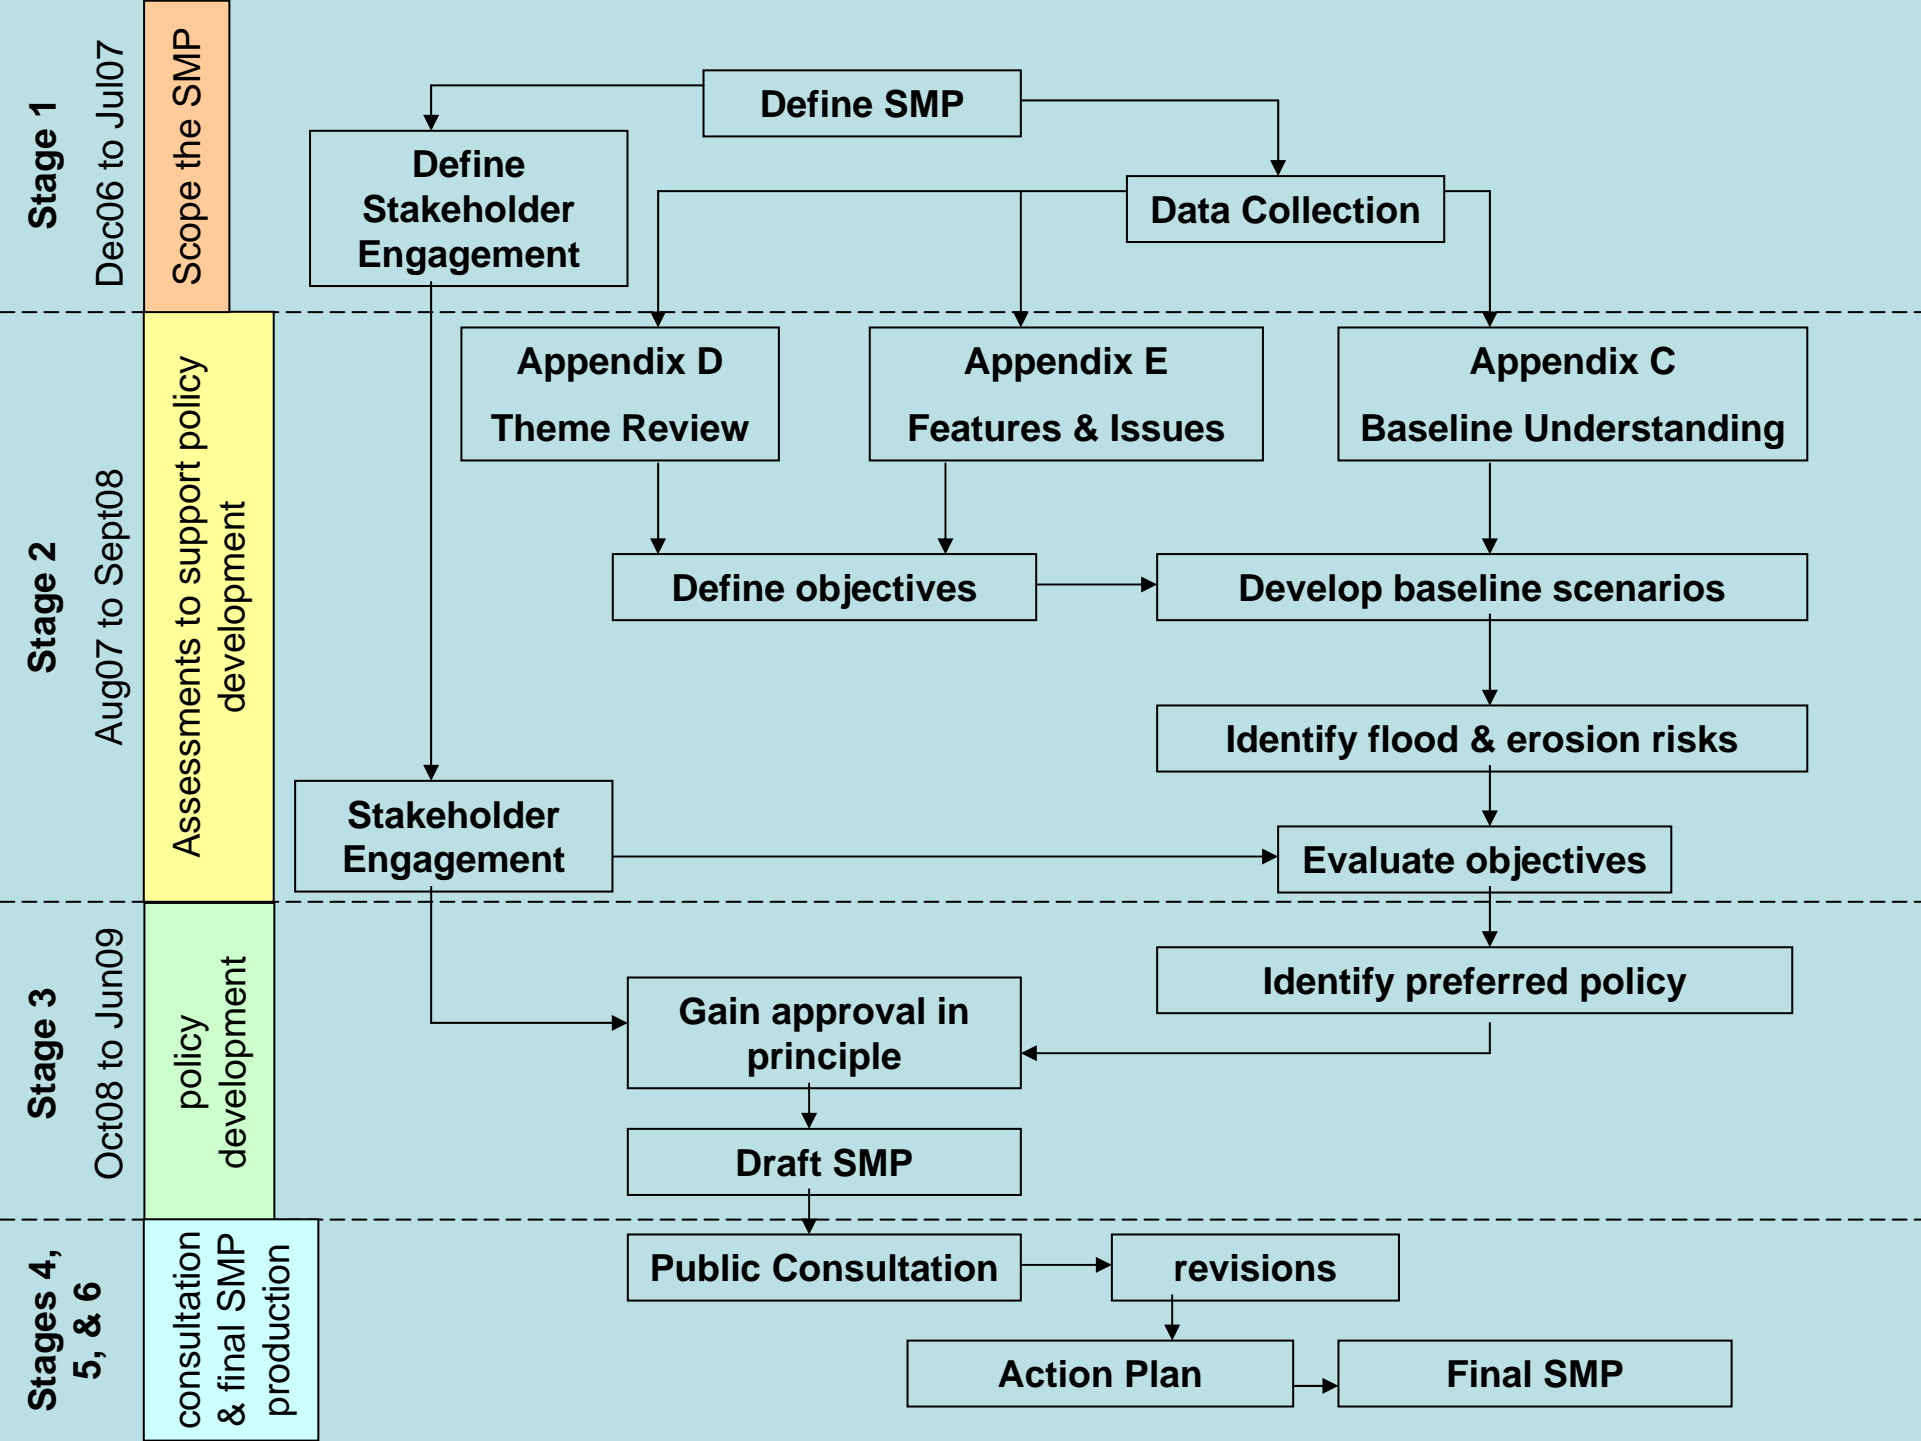 Stage 1
Dec06 to Jul07
Scope the SMP
Define SMP
Define
Stakeholder
Engagement
Data Collection
Stage 2
Aug07 to Sept08
Assessments to support policy
development
Appendix D
Theme Review
Appendix E
Features & Issues
Appendix C
Baseline Understanding
Define objectives
Develop baseline scenarios
Identify flood & erosion risks
Stakeholder
Engagement
Evaluate objectives
Stage 3
Oct08 to Jun09
policy
development
Identify preferred policy
Gain approval in
principle
Draft SMP
Stages 4,
5, & 6
consultation
& final SMP
production
Public Consultation
revisions
Action Plan
Final SMP